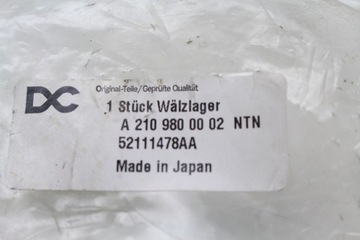 DC
Original-Teile/Geprüfte Qualität
1 Stück Wälzlager
A 210 980 00 02 NTN
52111478AA
Made in Japan